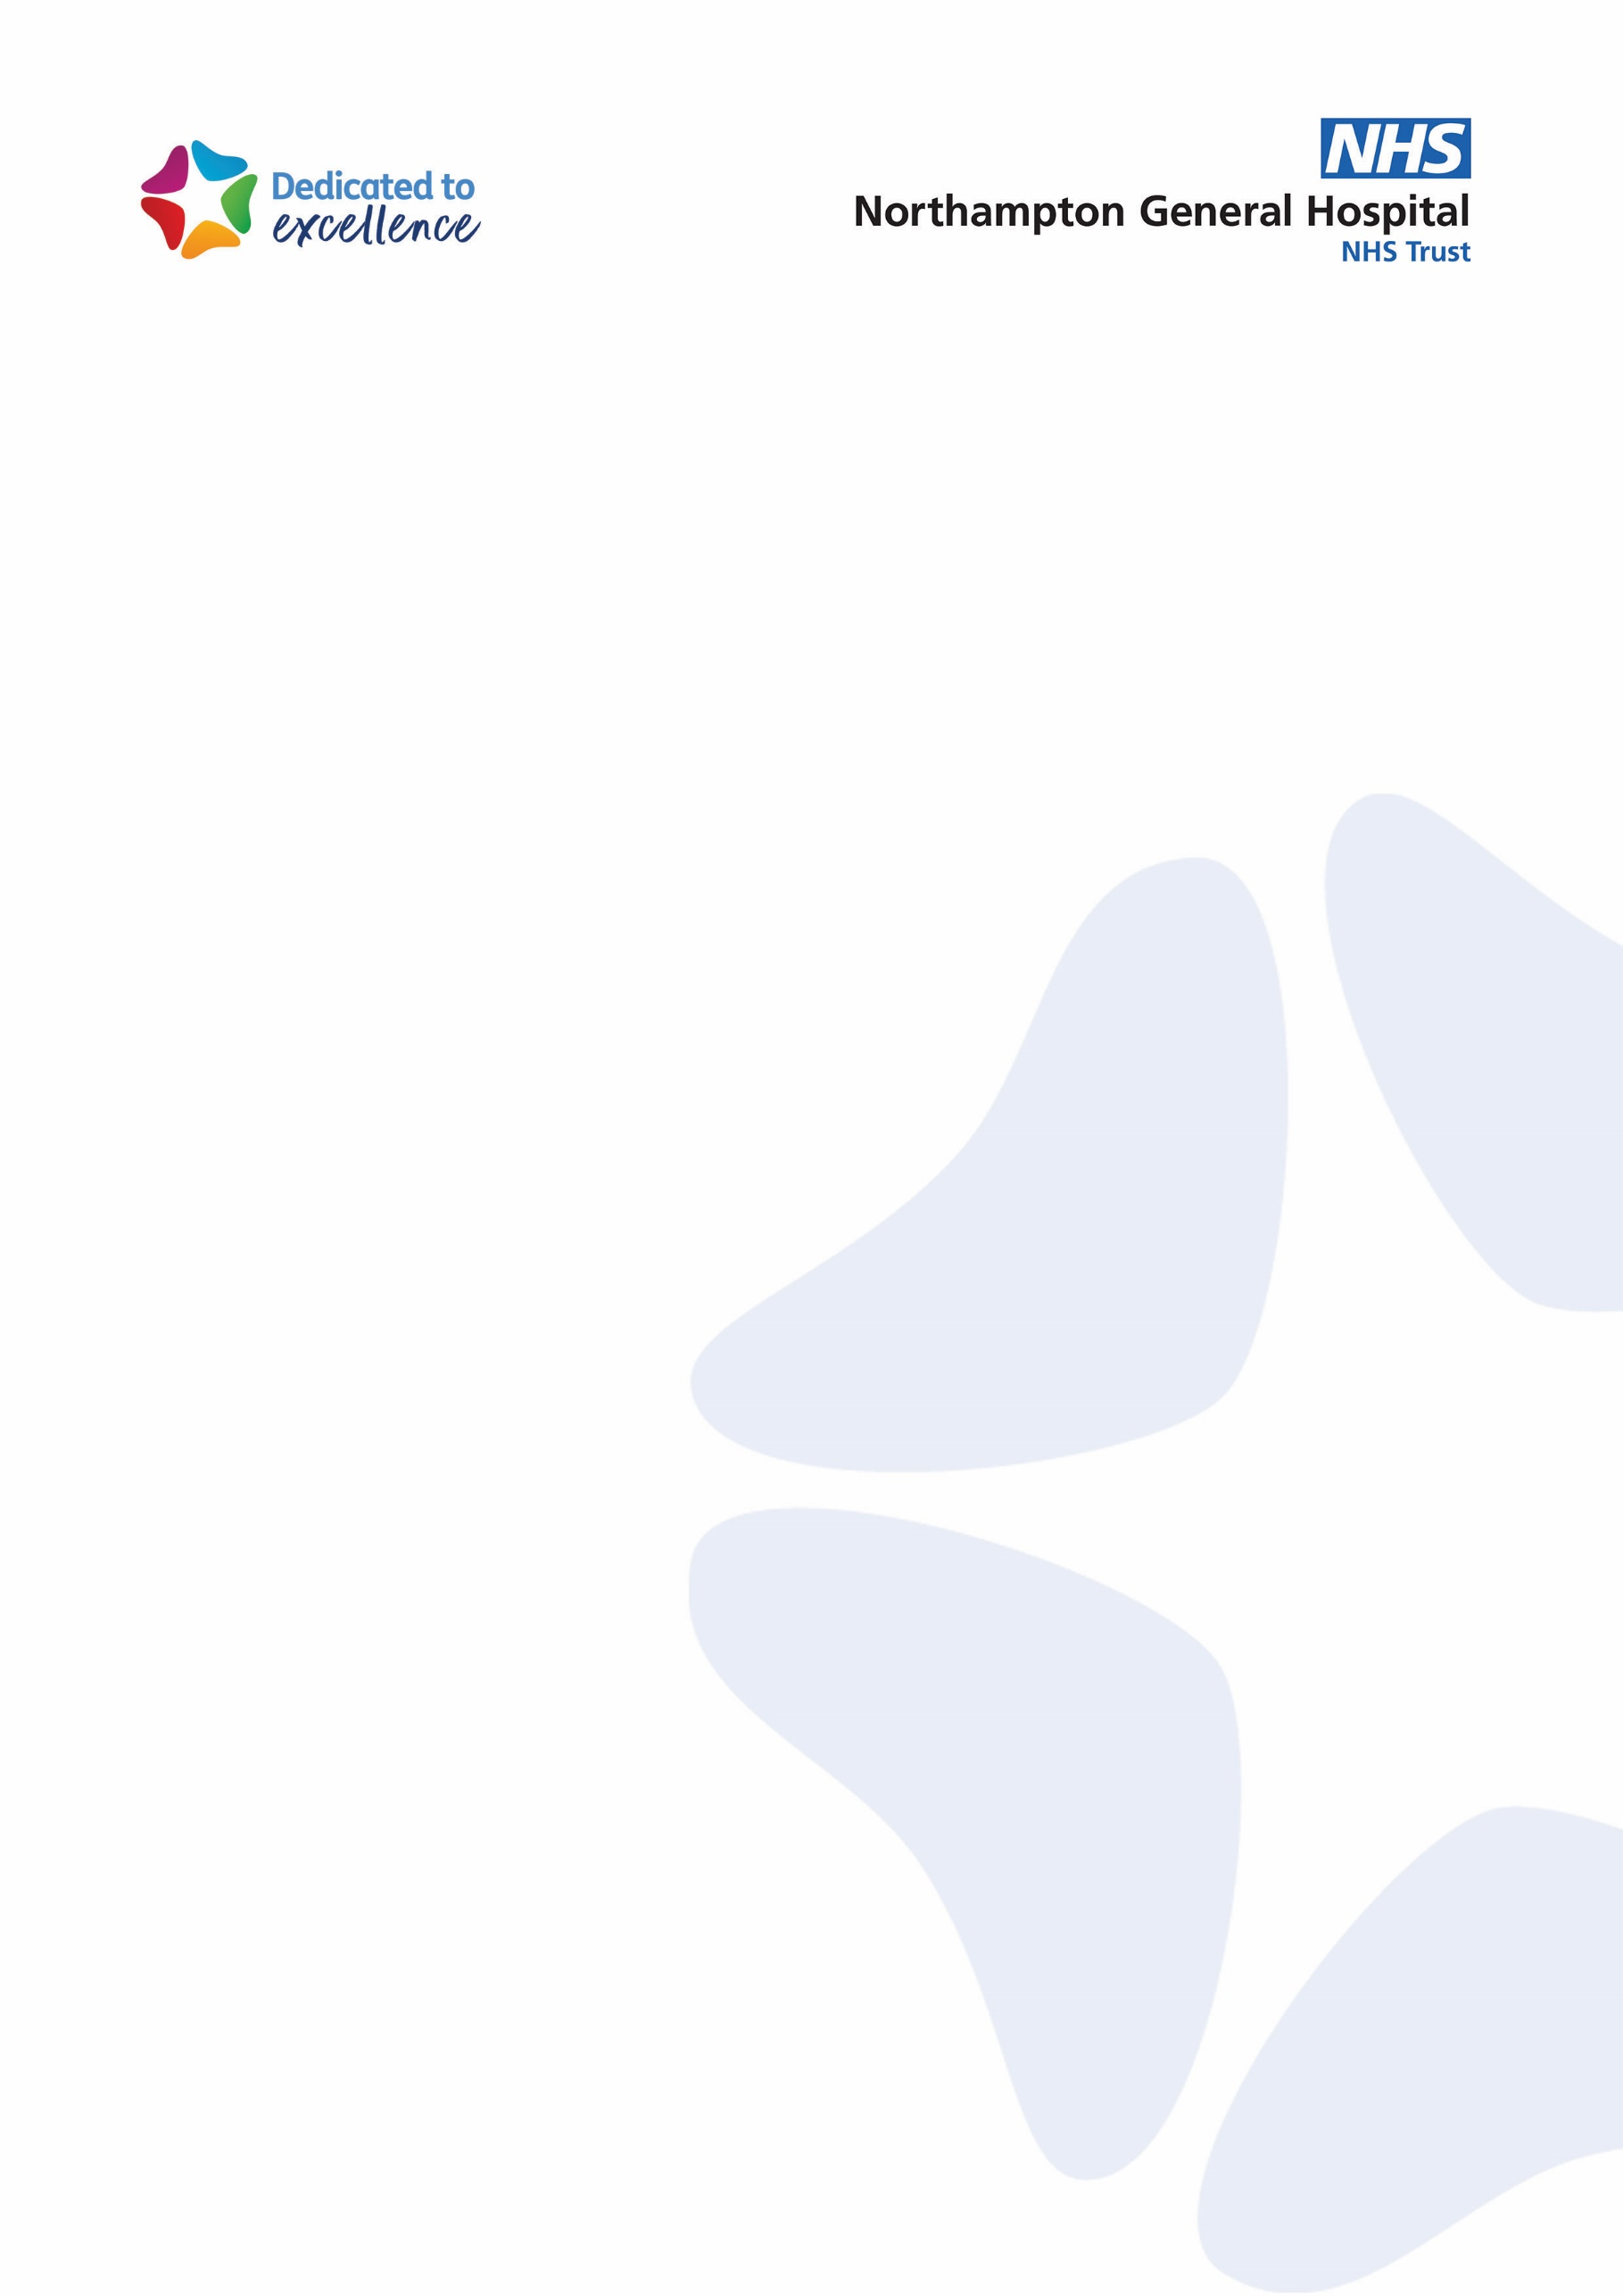 Dedicated to
excellence
NHS
Northampton General Hospital
NHS Trust